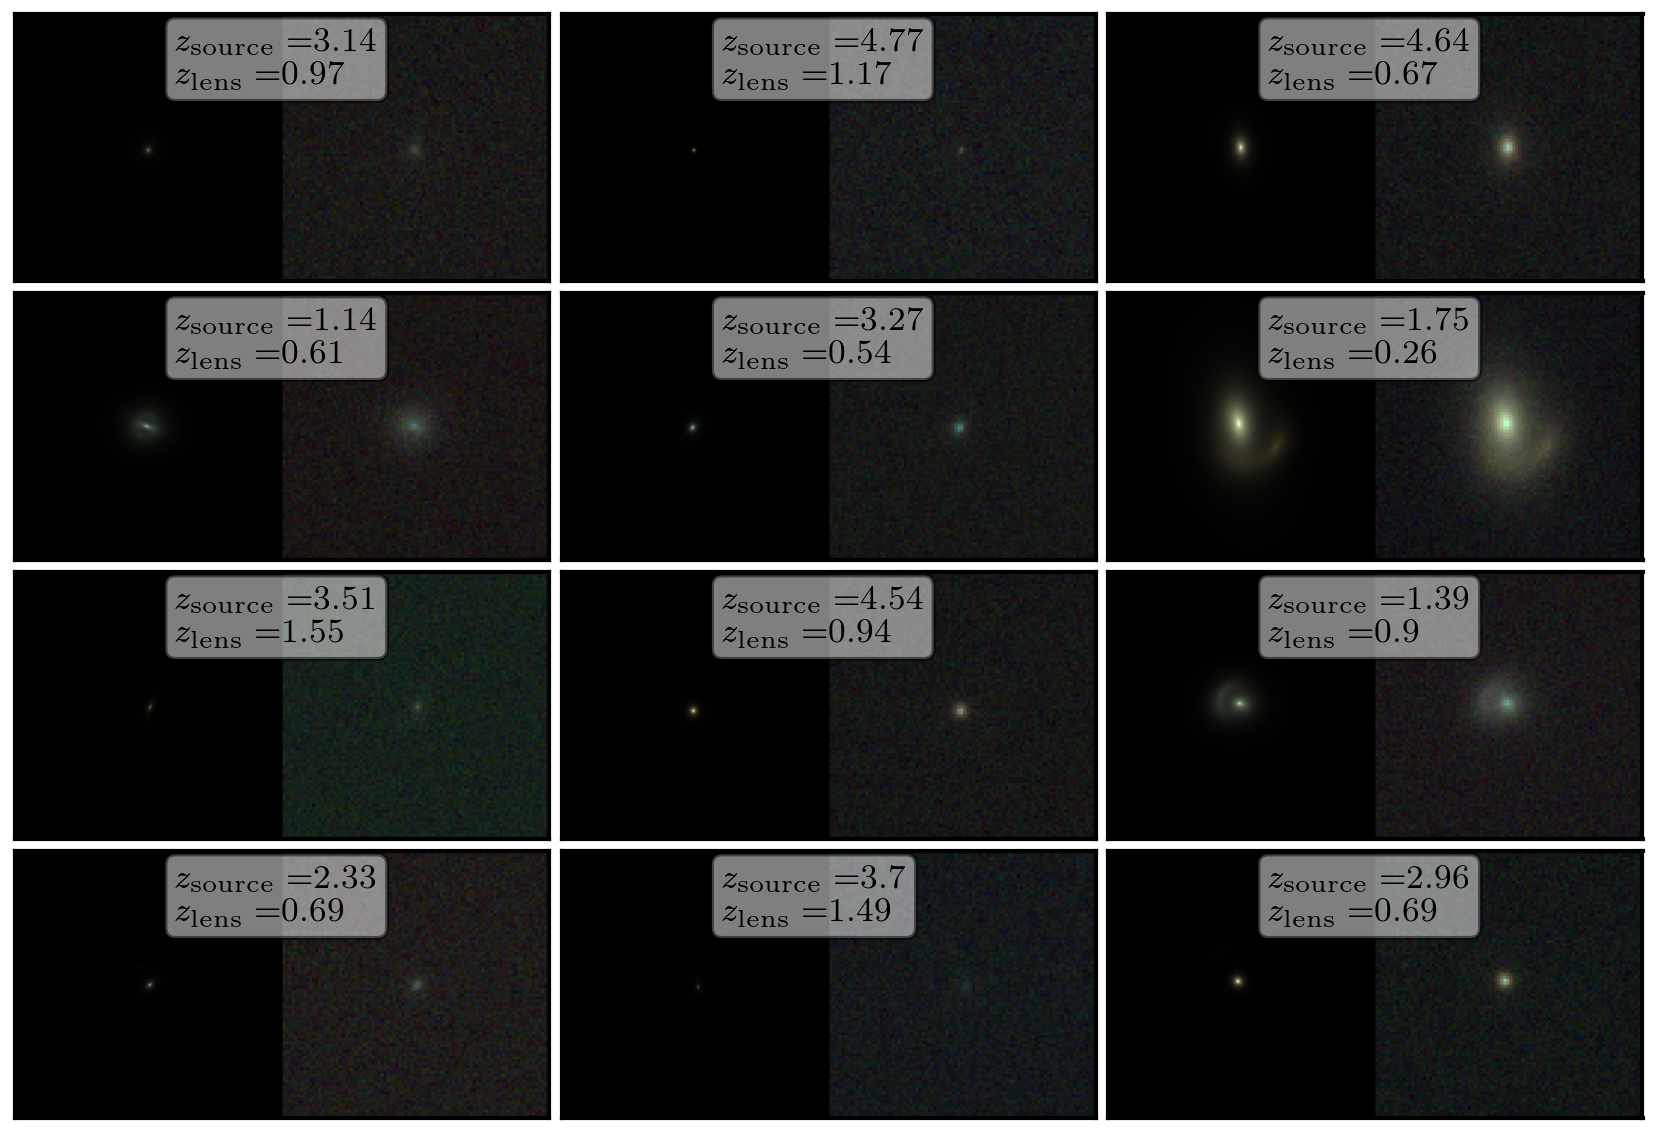 z_source =3.14
z_lens =0.97
z_source =4.77
z_lens =1.17
z_source =4.64
z_lens =0.67
z_source =1.14
z_lens =0.61
z_source =3.27
z_lens =0.54
z_source =1.75
z_lens =0.26
z_source =3.51
z_lens =1.55
z_source =4.54
z_lens =0.94
z_source =1.39
z_lens =0.9
z_source =2.33
z_lens =0.69
z_source =3.7
z_lens =1.49
z_source =2.96
z_lens =0.69